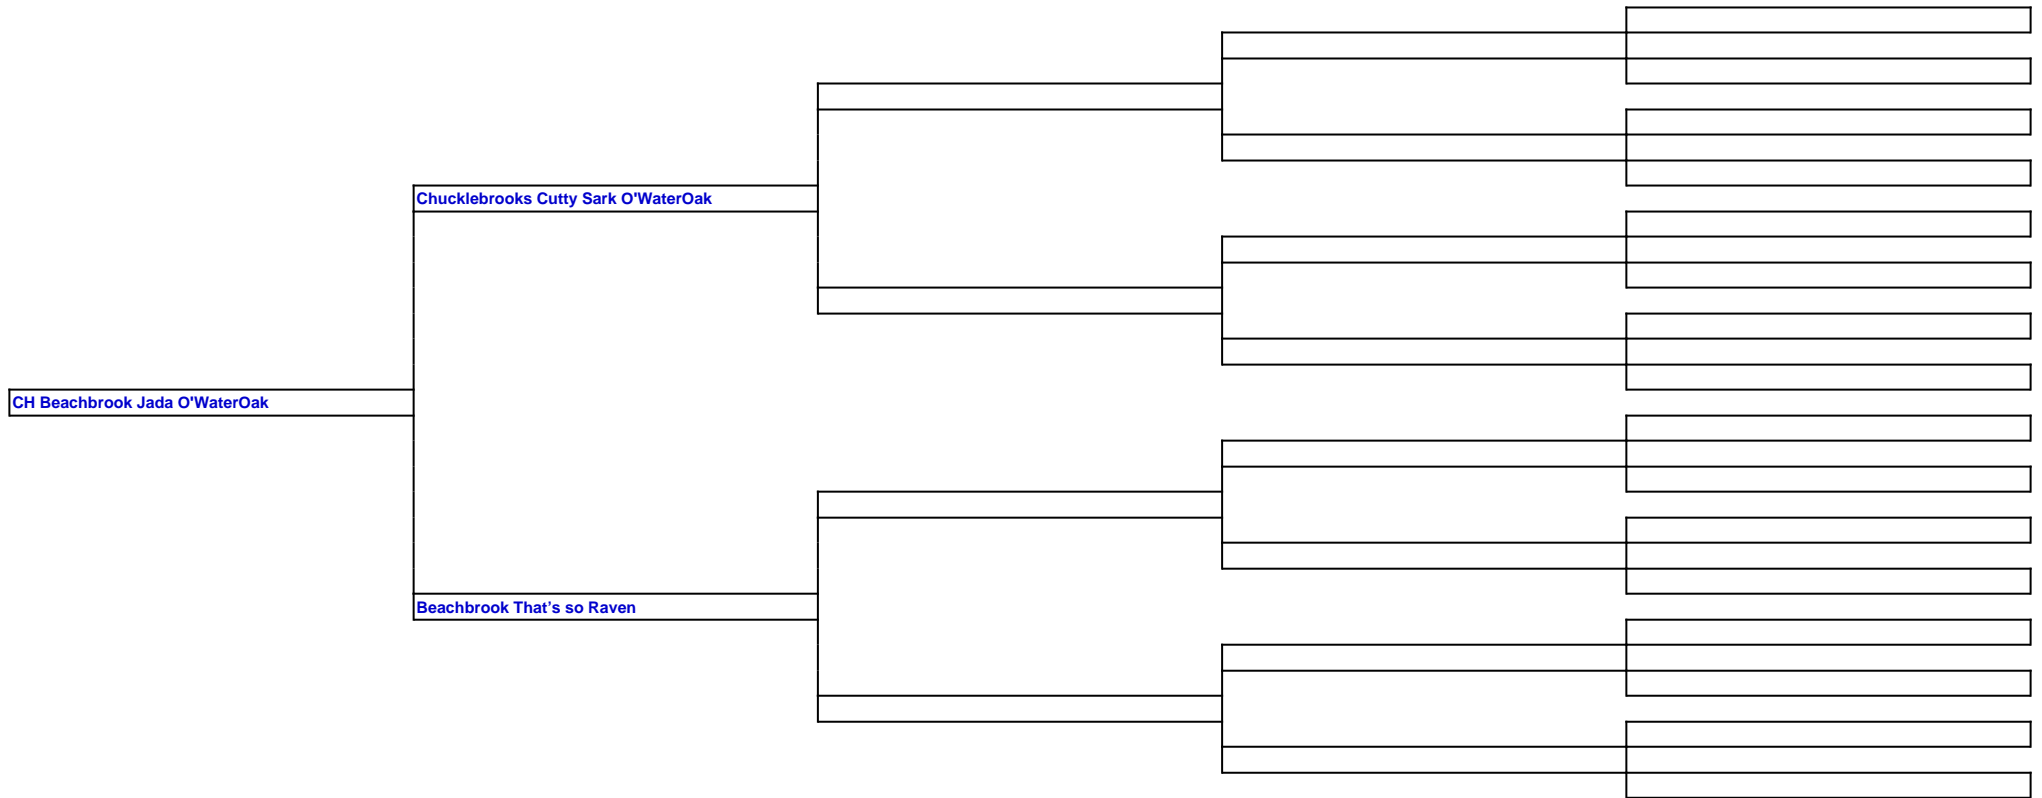 Chucklebrooks Cutty Sark O'WaterOak
CH Beachbrook Jada O'WaterOak
Beachbrook That’s so Raven